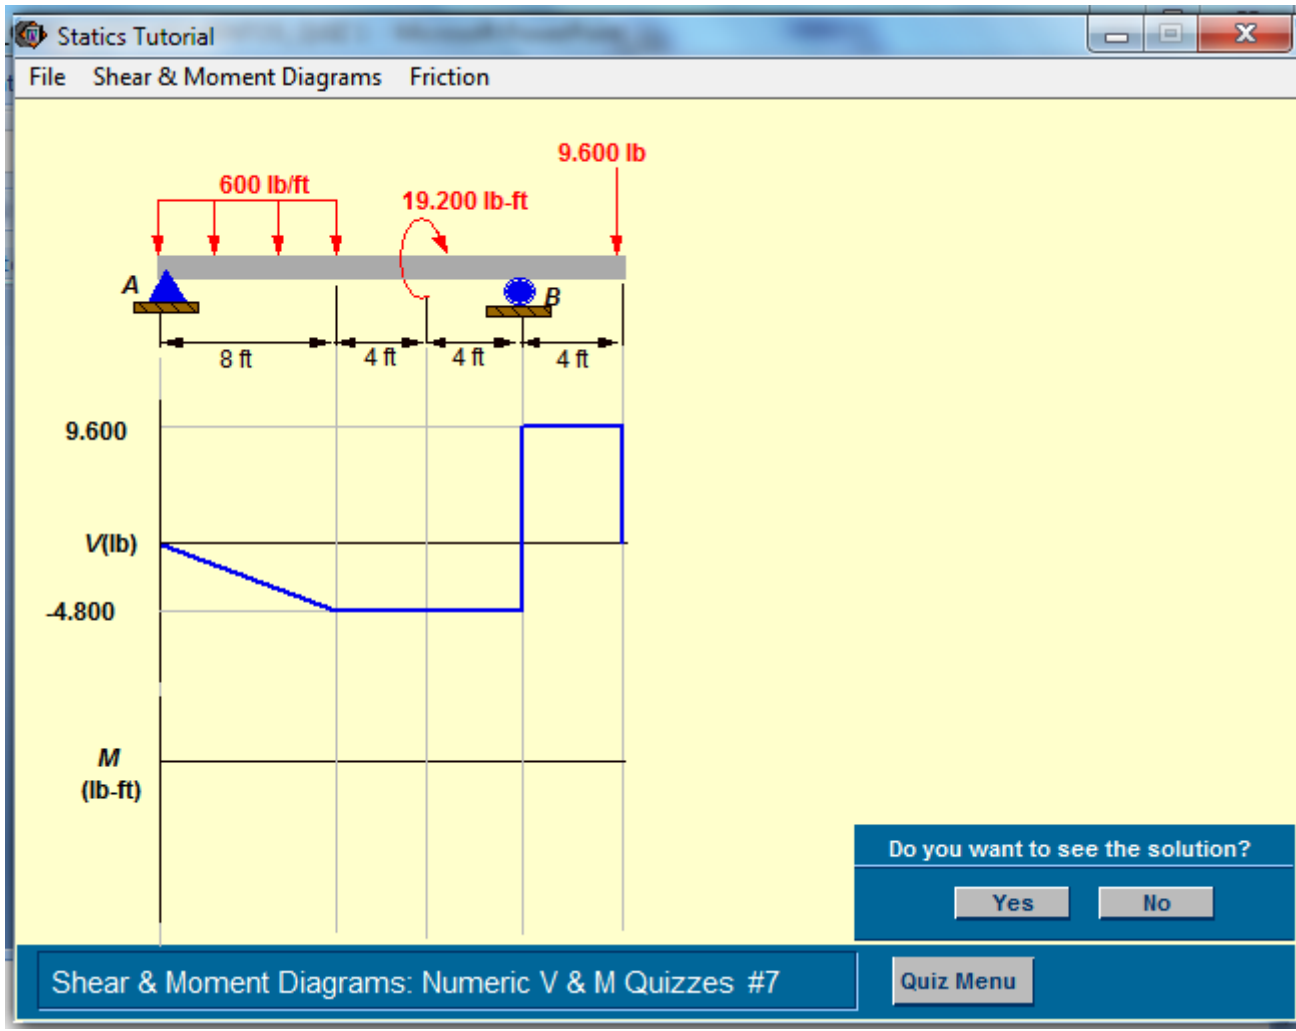 Statics Tutorial
File Shear & Moment Diagrams Friction
9.600 lb
600 lb/ft
19.200 lb-ft
A
B
8 ft 4 ft 4 ft 4 ft
9.600
V(lb)
-4.800
M
(lb-ft)
Do you want to see the solution?
Yes No
Shear & Moment Diagrams: Numeric V & M Quizzes #7
Quiz Menu